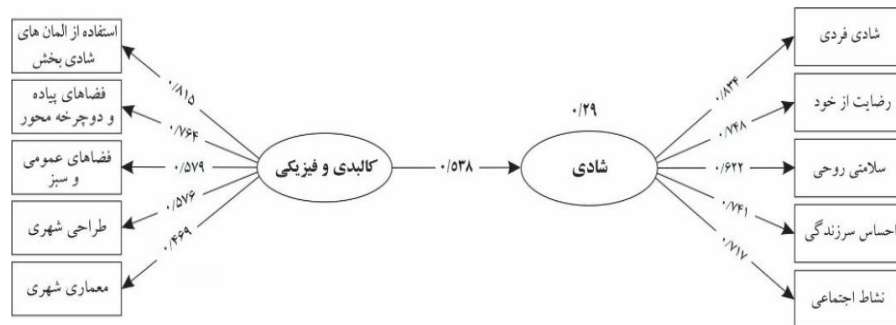 استفاده از المان های
شادی بخش
فضاهای پیاده
و دوچرخه محور
فضاهای عمومی
و سبز
طراحی شهری
معماری شهری
۰/۸۱۵
۰/۷۶۴
۰/۵۷۹
۰/۵۷۶
۰/۴۶۹
کالبدی و فیزیکی
۰/۵۳۸
۰/۲۹
شادی
۰/۸۳۴
۰/۷۴۸
۰/۶۲۲
۰/۷۴۱
۰/۷۱۷
شادی فردی
رضایت از خود
سلامتی روحی
احساس سرزندگی
نشاط اجتماعی